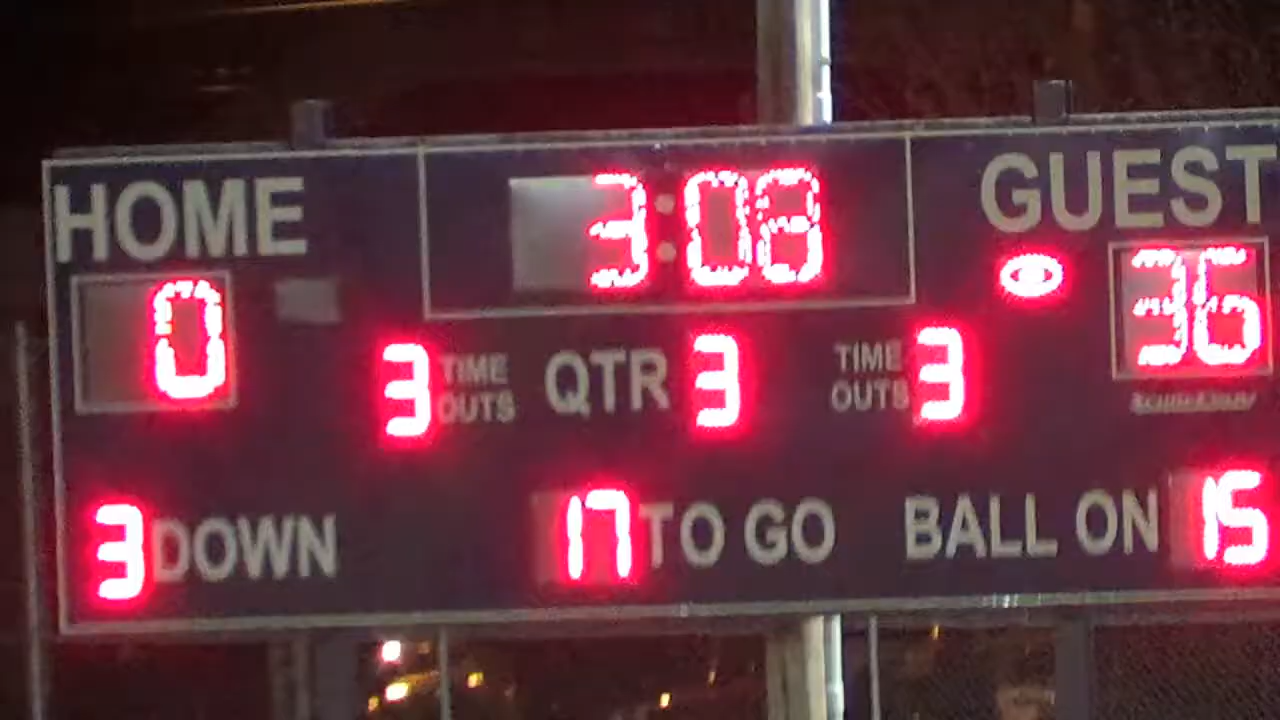 HOME 3:08 GUEST
0 36
3 TIME OUTS QTR 3 TIME OUTS 3
3 DOWN 17 TO GO BALL ON 15